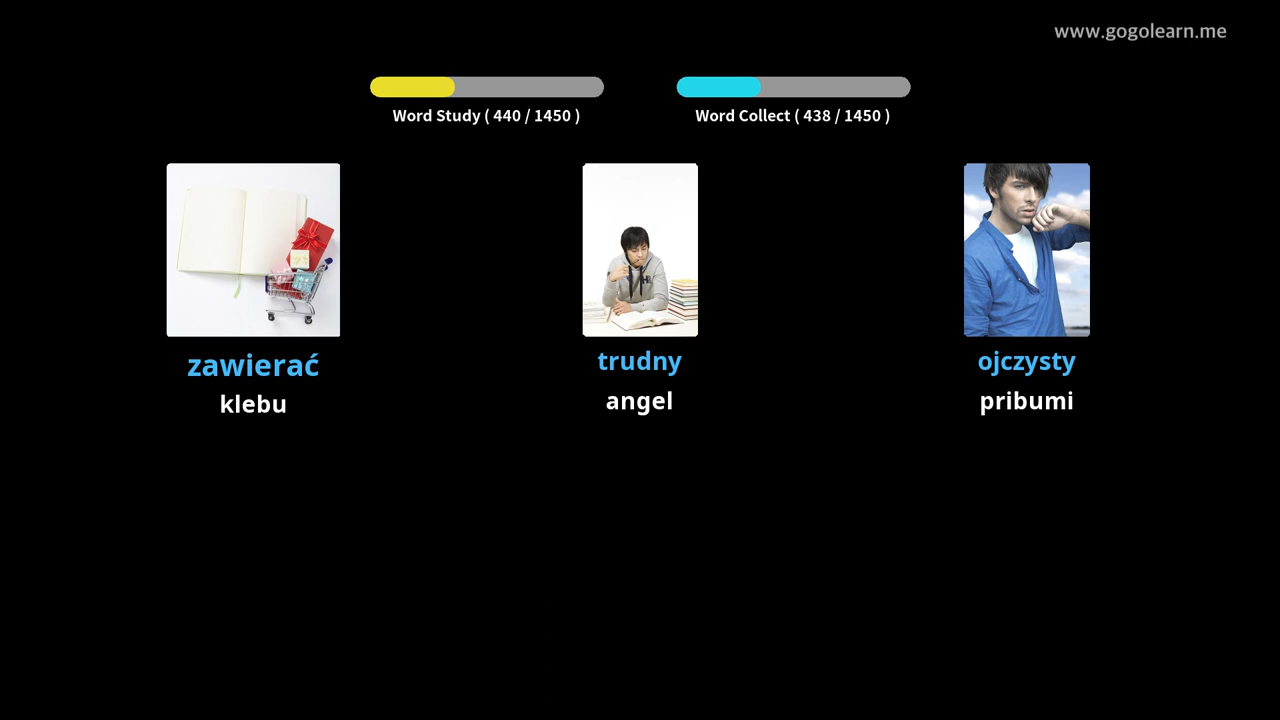 www.gogolearn.me
Word Study ( 440 / 1450 )
Word Collect ( 438 / 1450 )
zawierać
klebu
trudny
angel
ojczysty
pribumi